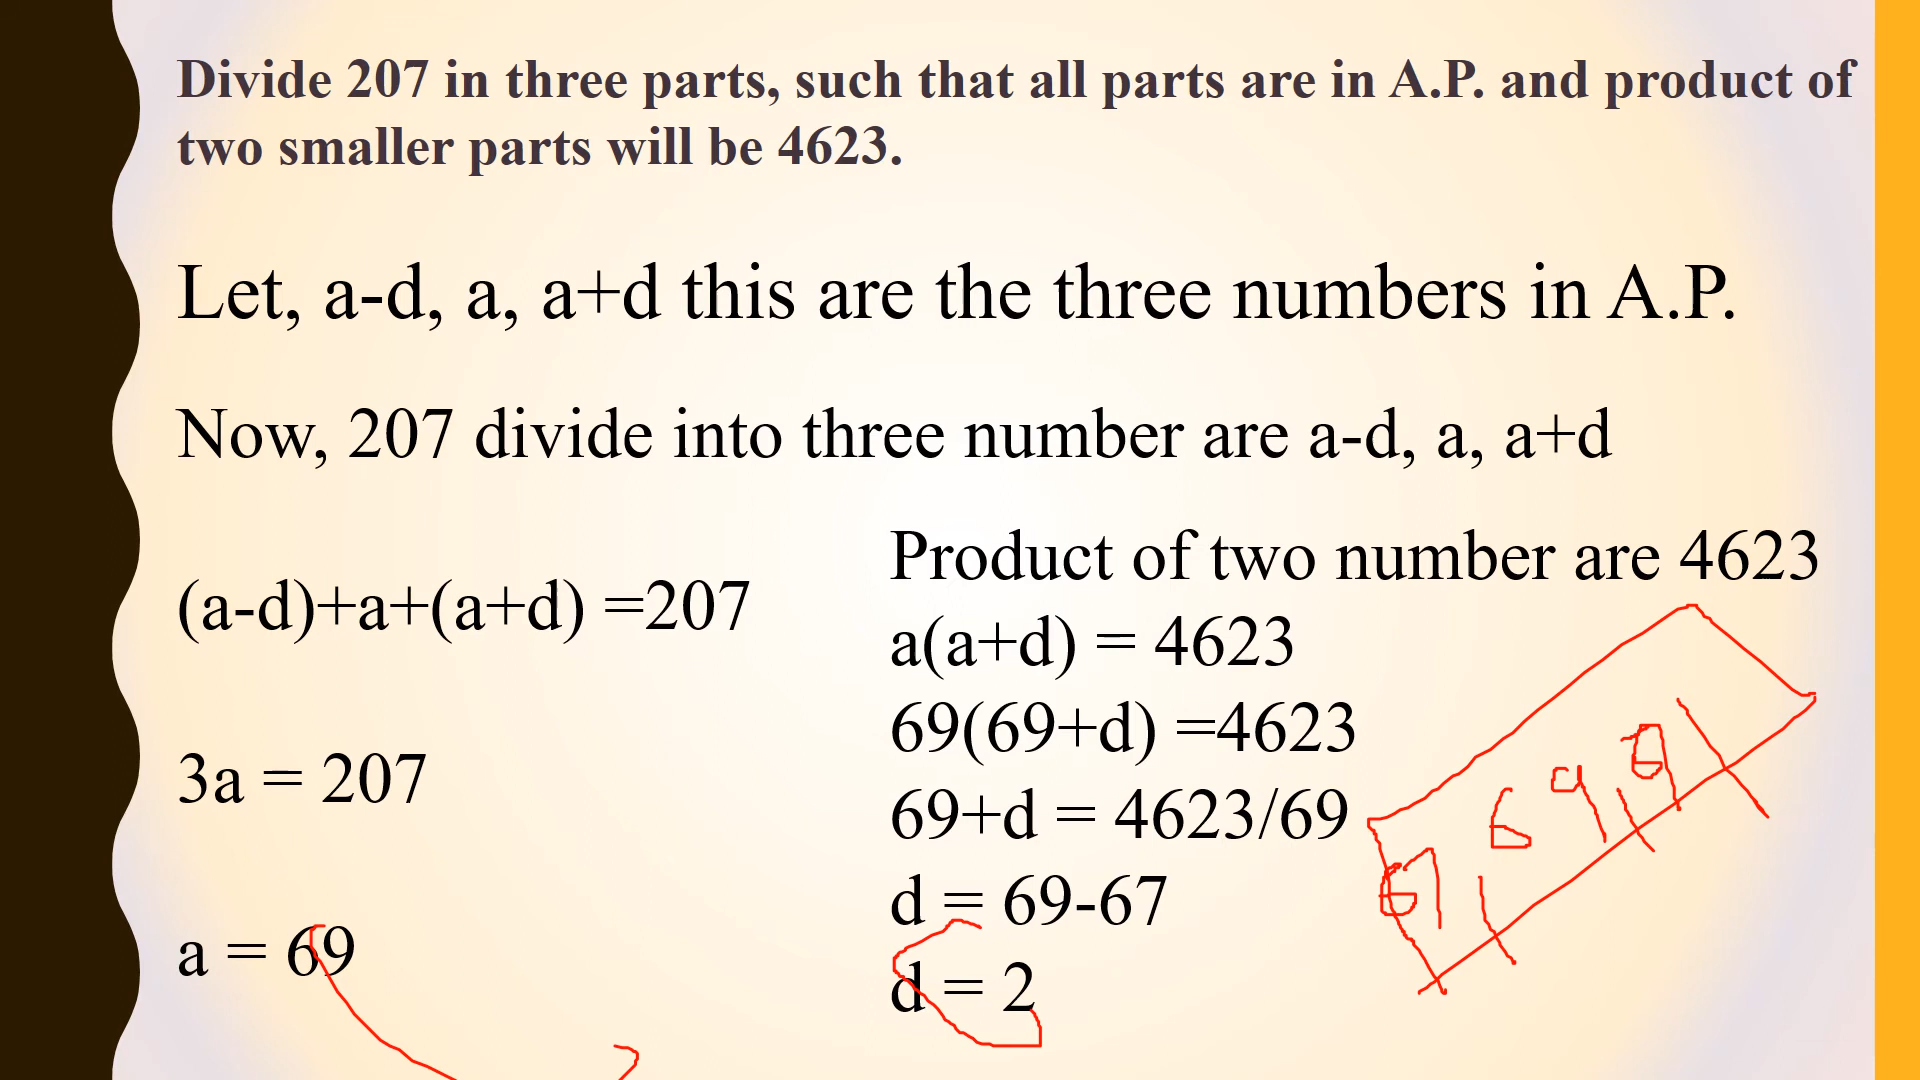 Divide 207 in three parts, such that all parts are in A.P. and product of
two smaller parts will be 4623.
Let, a-d, a, a+d this are the three numbers in A.P.
Now, 207 divide into three number are a-d, a, a+d
(a-d)+a+(a+d) =207
3a = 207
a = 69
Product of two number are 4623
a(a+d) = 4623
69(69+d) =4623
69+d = 4623/69
d = 69-67
d = 2
67, 69,